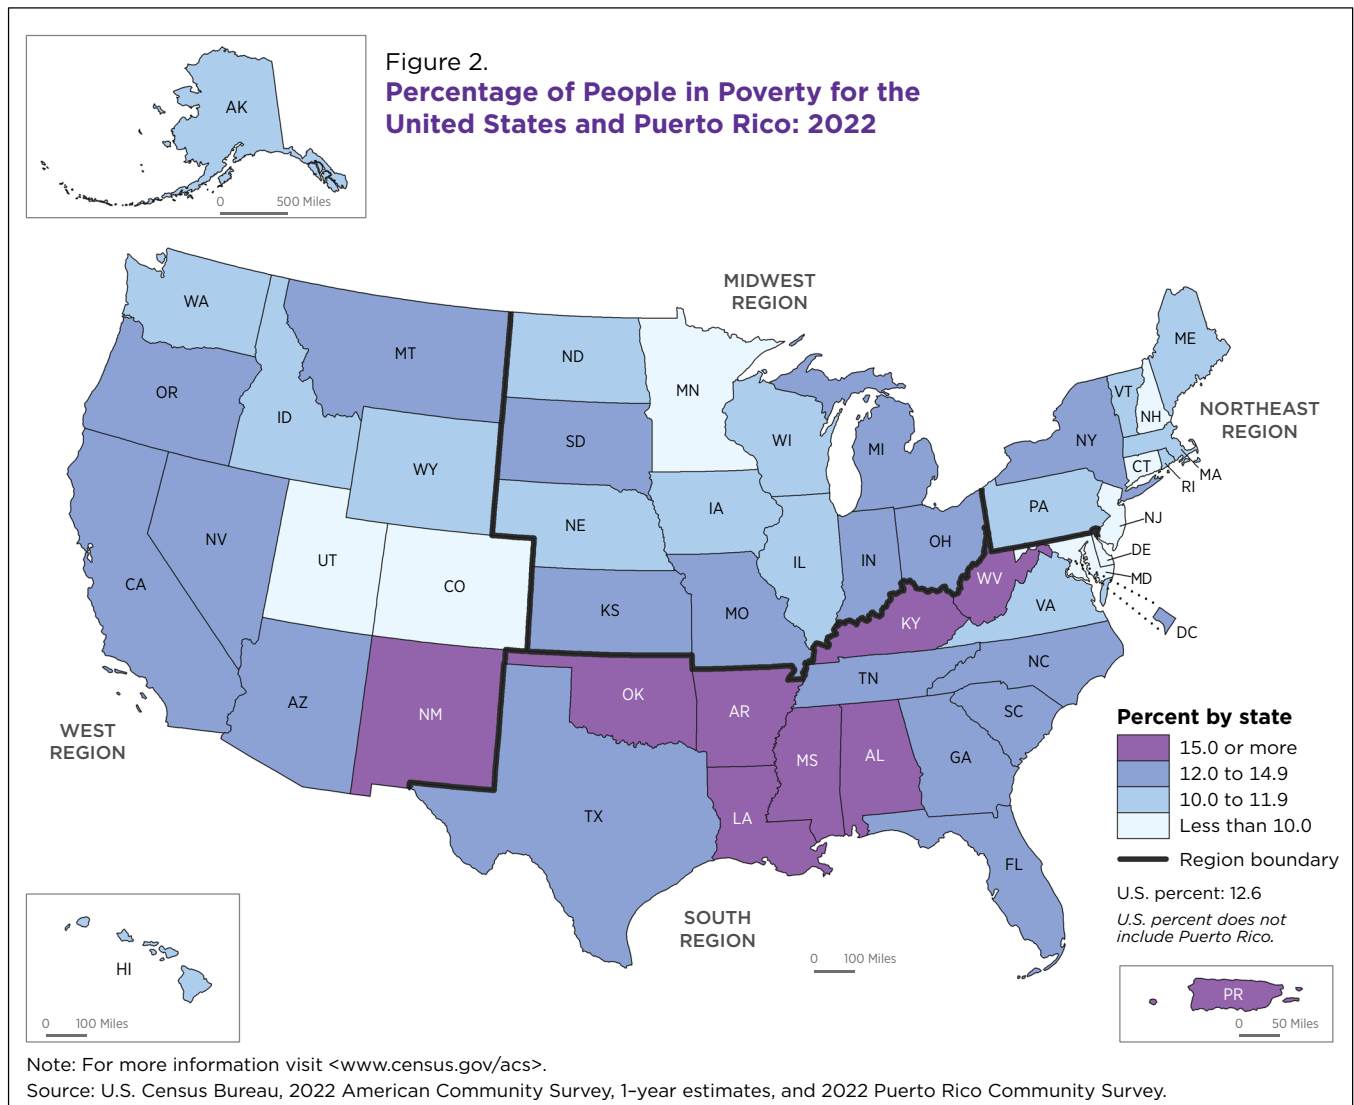 Figure 2.
Percentage of People in Poverty for the
United States and Puerto Rico: 2022
AK
0 500 Miles
MIDWEST
REGION
WA
MT
ND
MN
ME
OR
ID
SD
WI
MI
NY
VT
NH
NORTHEAST
REGION
WY
CT
MA
RI
NE
IA
PA
NJ
NV
UT
CO
IL
IN
OH
DE
MD
CA
KS
MO
WV
VA
KY
DC
AZ
NM
OK
AR
TN
NC
SC
WEST
REGION
TX
LA
MS
AL
GA
FL
SOUTH
REGION
0 100 Miles
Percent by state
15.0 or more
12.0 to 14.9
10.0 to 11.9
Less than 10.0
Region boundary
U.S. percent: 12.6
U.S. percent does not
include Puerto Rico.
HI
0 100 Miles
PR
0 50 Miles
Note: For more information visit <www.census.gov/acs>.
Source: U.S. Census Bureau, 2022 American Community Survey, 1–year estimates, and 2022 Puerto Rico Community Survey.